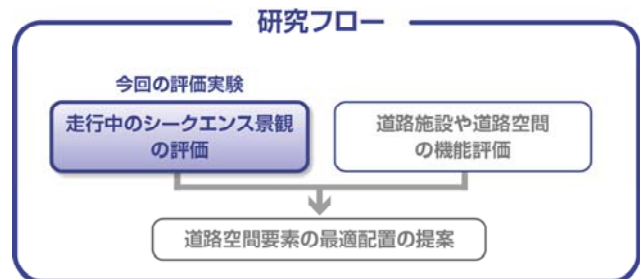 研究フロー
今回の評価実験
走行中のシークエンス景観
の評価
道路施設や道路空間
の機能評価
道路空間要素の最適配置の提案